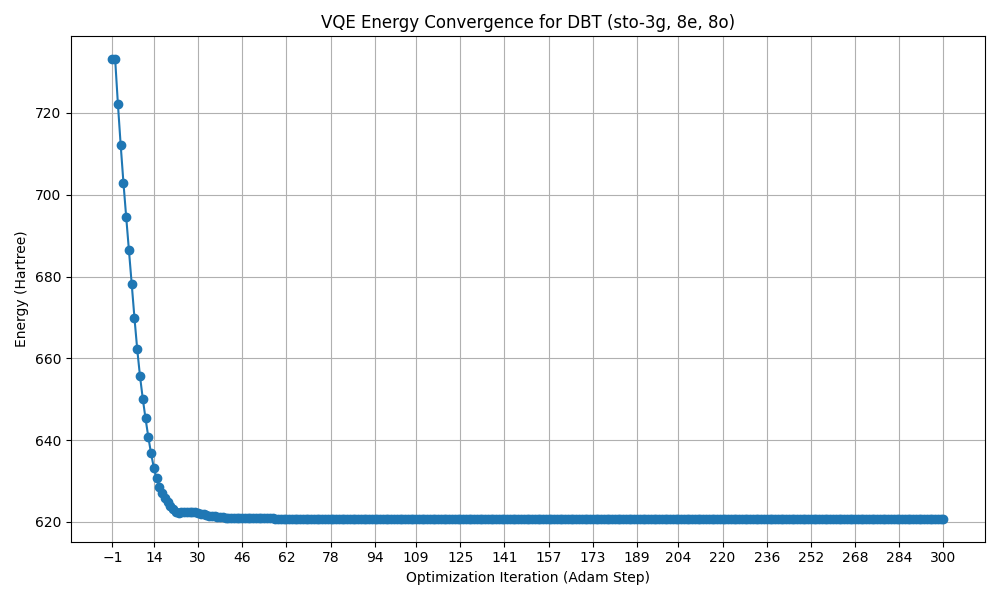 VQE Energy Convergence for DBT (sto-3g, 8e, 8o)
Energy (Hartree)
720
700
680
660
640
620
−1 14 30 46 62 78 94 109 125 141 157 173 189 204 220 236 252 268 284 300
Optimization Iteration (Adam Step)